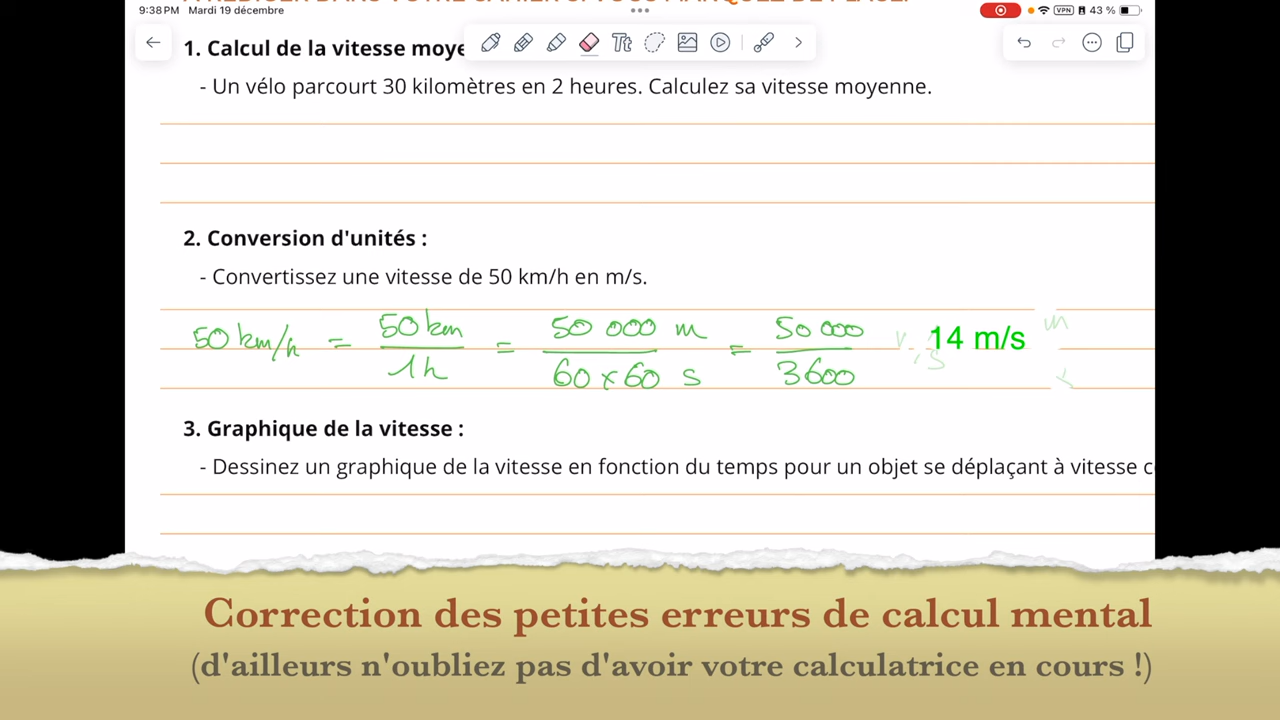 9:38 PM Mardi 19 décembre
VPN 43 %
1. Calcul de la vitesse moye
- Un vélo parcourt 30 kilomètres en 2 heures. Calculez sa vitesse moyenne.
2. Conversion d'unités :
- Convertissez une vitesse de 50 km/h en m/s.
50 km/h = 50 km / 1 h = 50 000 m / 60 x 60 s = 50 000 / 3600 14 m/s
3. Graphique de la vitesse :
- Dessinez un graphique de la vitesse en fonction du temps pour un objet se déplaçant à vitesse c
Correction des petites erreurs de calcul mental
(d'ailleurs n'oubliez pas d'avoir votre calculatrice en cours !)